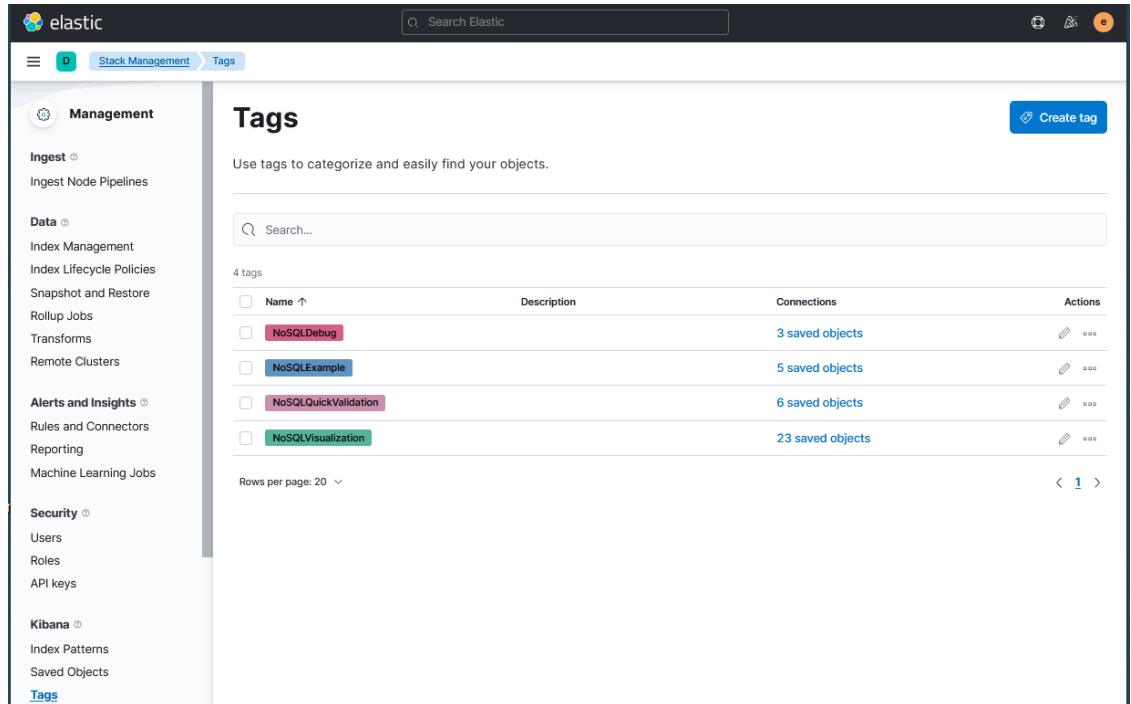 elastic
Search Elastic
e
D
Stack Management
Tags
Management
Ingest
Ingest Node Pipelines
Data
Index Management
Index Lifecycle Policies
Snapshot and Restore
Rollup Jobs
Transforms
Remote Clusters
Alerts and Insights
Rules and Connectors
Reporting
Machine Learning Jobs
Security
Users
Roles
API keys
Kibana
Index Patterns
Saved Objects
Tags
Tags
Create tag
Use tags to categorize and easily find your objects.
Search...
4 tags
Name Description Connections Actions
NoSQLDebug 3 saved objects
NoSQLExample 5 saved objects
NoSQLQuickValidation 6 saved objects
NoSQLVisualization 23 saved objects
Rows per page: 20
1